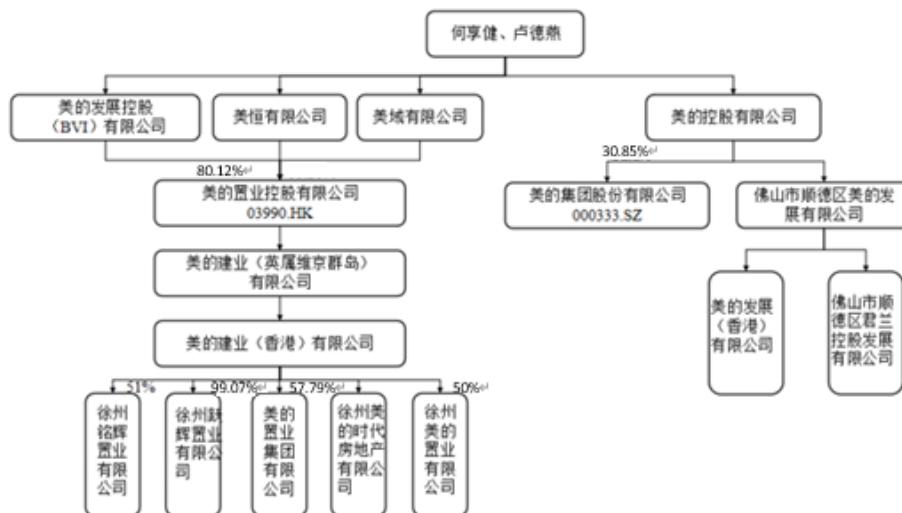 何享健、卢德燕
美的发展控股
（BVI）有限公司
美恒有限公司
美域有限公司
美的控股有限公司
80.12%
30.85%
美的置业控股有限公司
03990.HK
美的集团股份有限公司
000333.SZ
佛山市顺德区美的发
展有限公司
美的建业（英属维京群岛）
有限公司
美的发展
（香港）有
限公司
佛山市顺
德区君兰
控股发展
有限公司
美的建业（香港）有限公司
51%
99.07%
57.79%
50%
徐州
铭辉
置业
有限
公司
徐州跃
辉置业
有限公
司
美的
置业
集团
有限
公司
徐州美
的时代
房地产
有限公
司
徐州
美的
置业
有限
公司